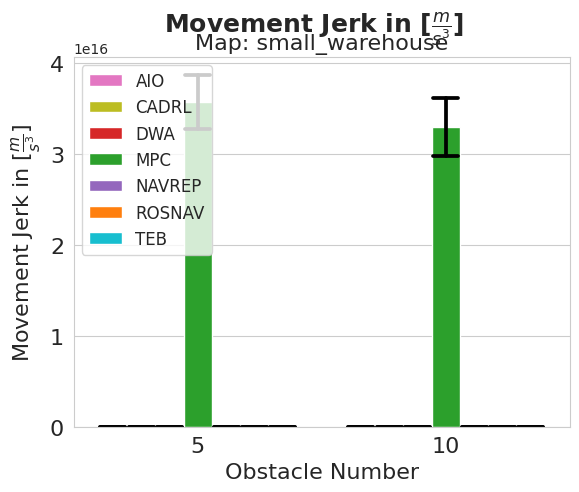 Movement Jerk in [m/s³]
Map: small_warehouse
1e16
4
3
2
1
0
Movement Jerk in [m/s³]
AIO
CADRL
DWA
MPC
NAVREP
ROSNAV
TEB
5 10
Obstacle Number